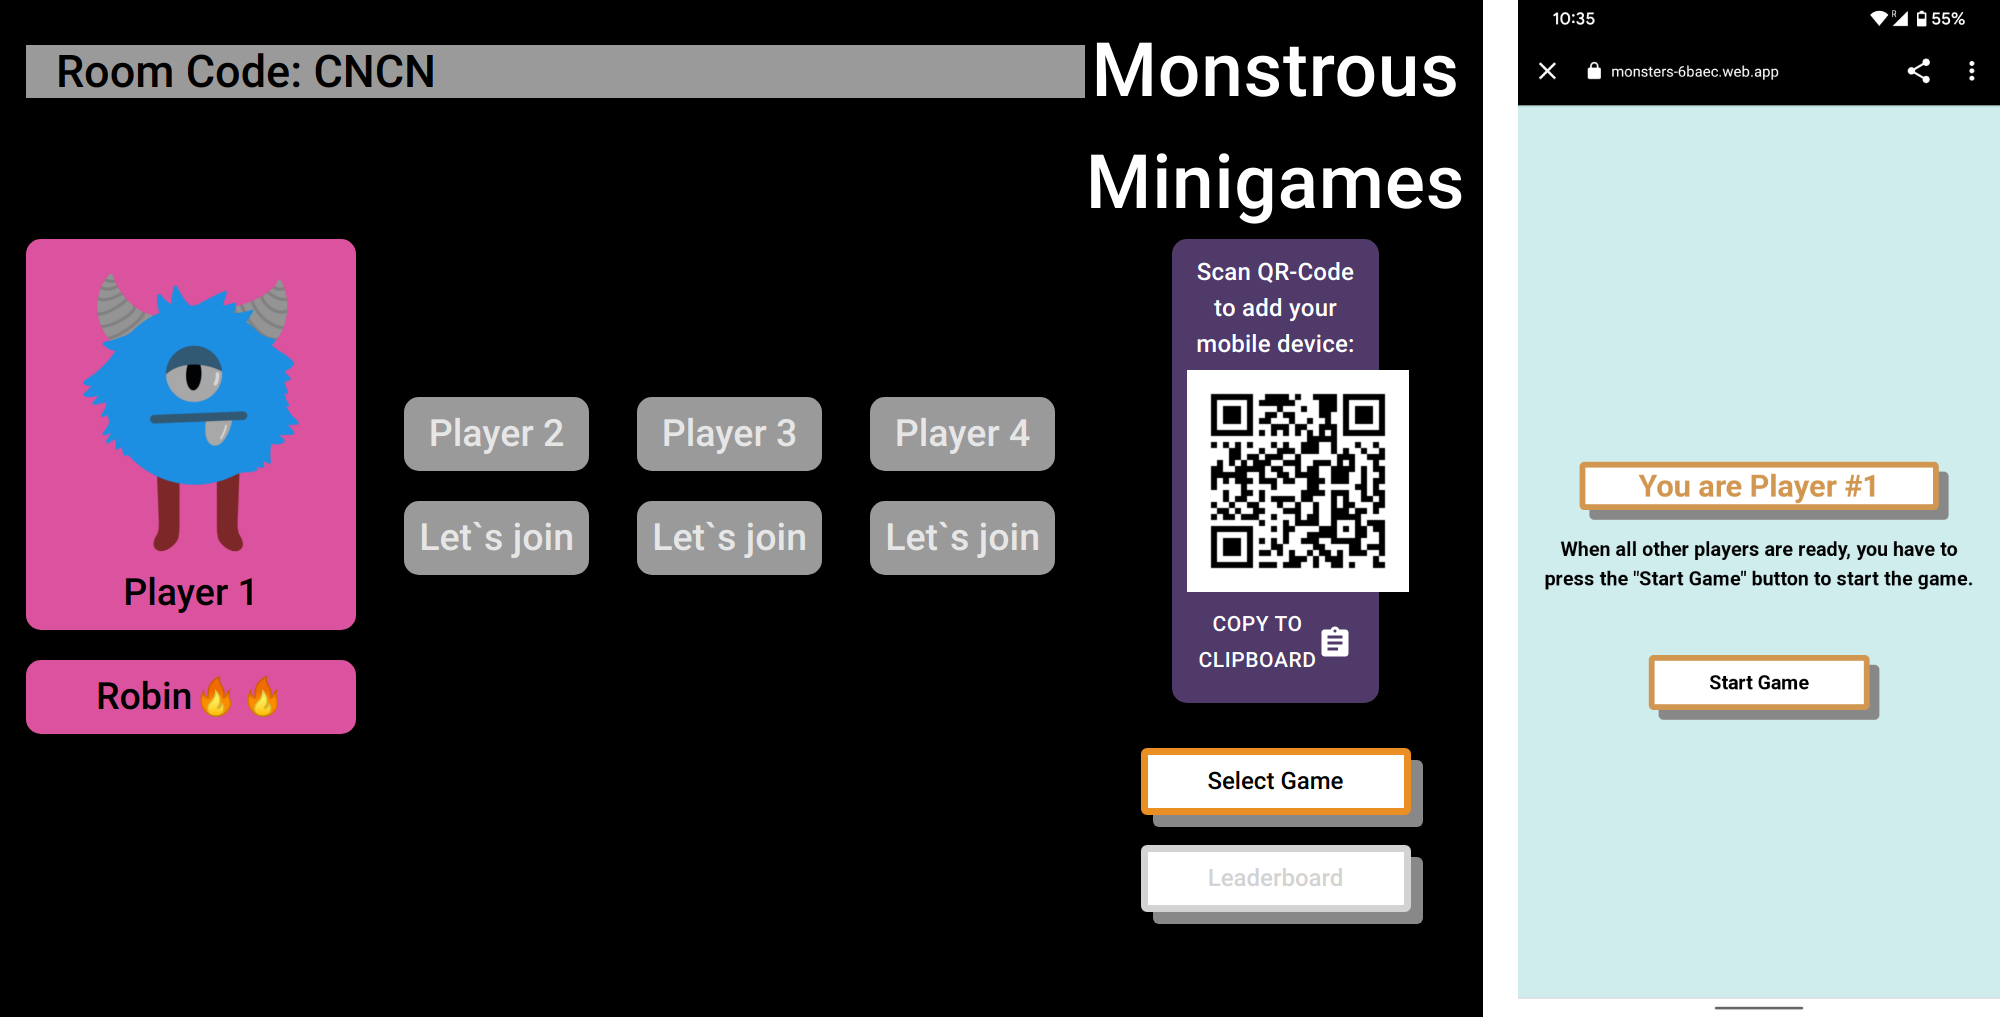 Room Code: CNCN
Monstrous
Minigames
Player 1
Robin🔥🔥
Player 2
Let`s join
Player 3
Let`s join
Player 4
Let`s join
Scan QR-Code
to add your
mobile device:
COPY TO
CLIPBOARD
Select Game
Leaderboard
10:35
R
55%
monsters-6baec.web.app
You are Player #1
When all other players are ready, you have to
press the "Start Game" button to start the game.
Start Game